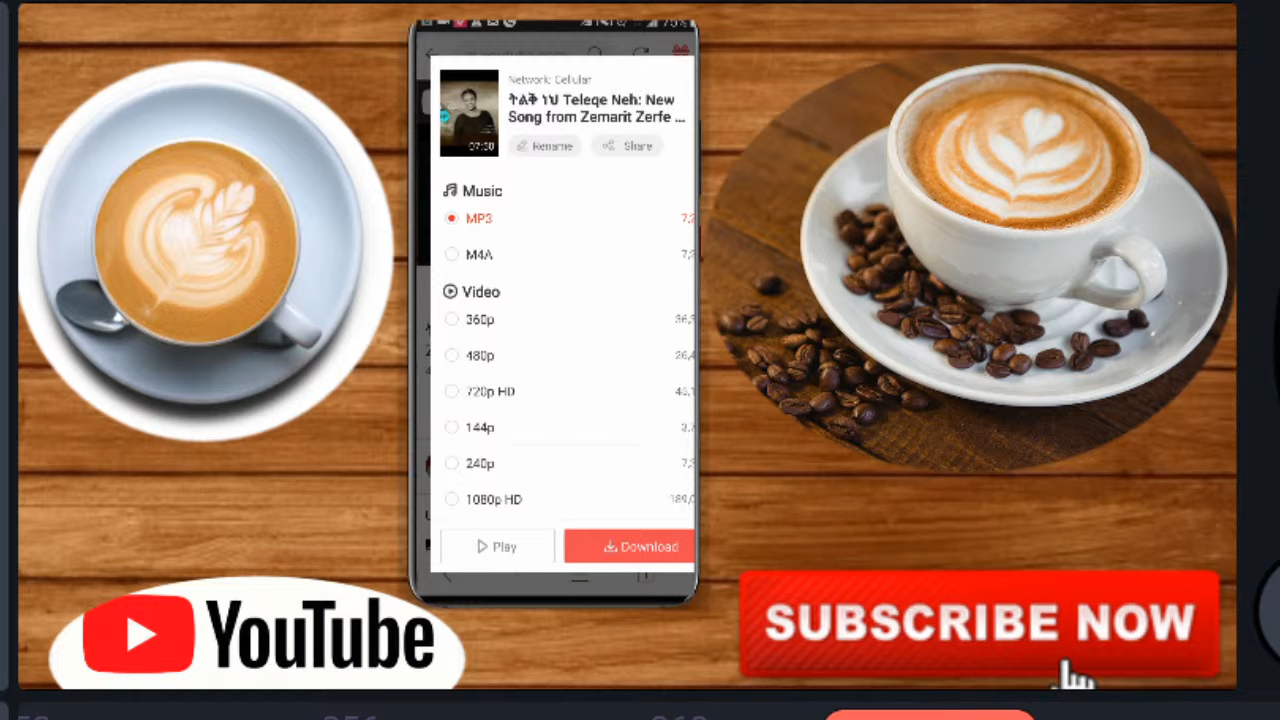 Network: Cellular
ትልቅ ነህ Teleqe Neh: New
Song from Zemarit Zerfe ...
07:00
Rename
Share
Music
MP3
M4A
Video
360p
480p
720p HD
144p
240p
1080p HD
Play
Download
YouTube
SUBSCRIBE NOW